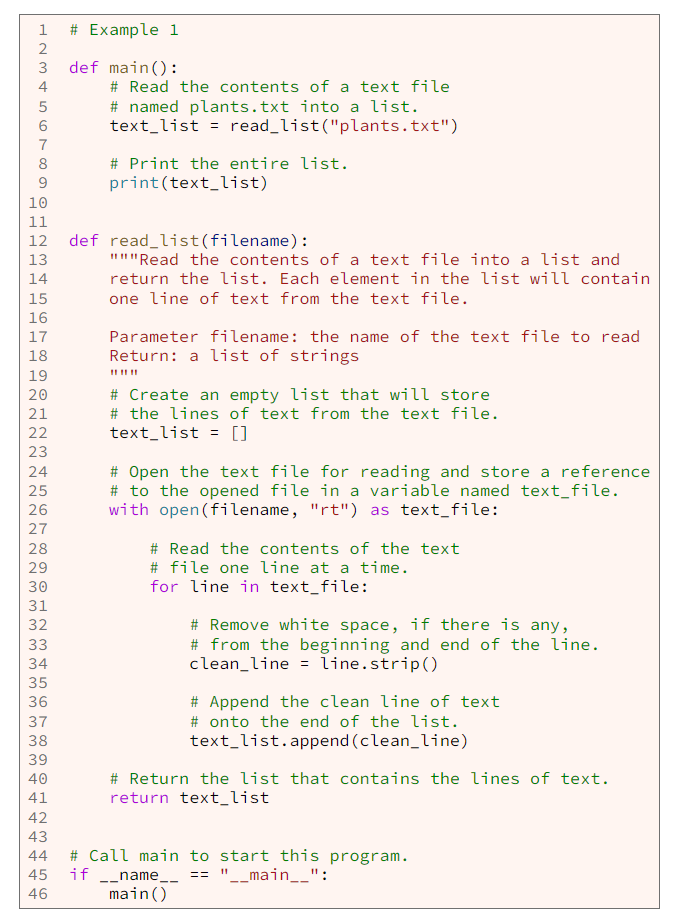 1 # Example 1
2
3 def main():
4     # Read the contents of a text file
5     # named plants.txt into a list.
6     text_list = read_list("plants.txt")
7
8     # Print the entire list.
9     print(text_list)
10
11
12 def read_list(filename):
13     """Read the contents of a text file into a list and
14     return the list. Each element in the list will contain
15     one line of text from the text file.
16
17     Parameter filename: the name of the text file to read
18     Return: a list of strings
19     """
20     # Create an empty list that will store
21     # the lines of text from the text file.
22     text_list = []
23
24     # Open the text file for reading and store a reference
25     # to the opened file in a variable named text_file.
26     with open(filename, "rt") as text_file:
27
28         # Read the contents of the text
29         # file one line at a time.
30         for line in text_file:
31
32             # Remove white space, if there is any,
33             # from the beginning and end of the line.
34             clean_line = line.strip()
35
36             # Append the clean line of text
37             # onto the end of the list.
38             text_list.append(clean_line)
39
40     # Return the list that contains the lines of text.
41     return text_list
42
43
44 # Call main to start this program.
45 if __name__ == "__main__":
46     main()